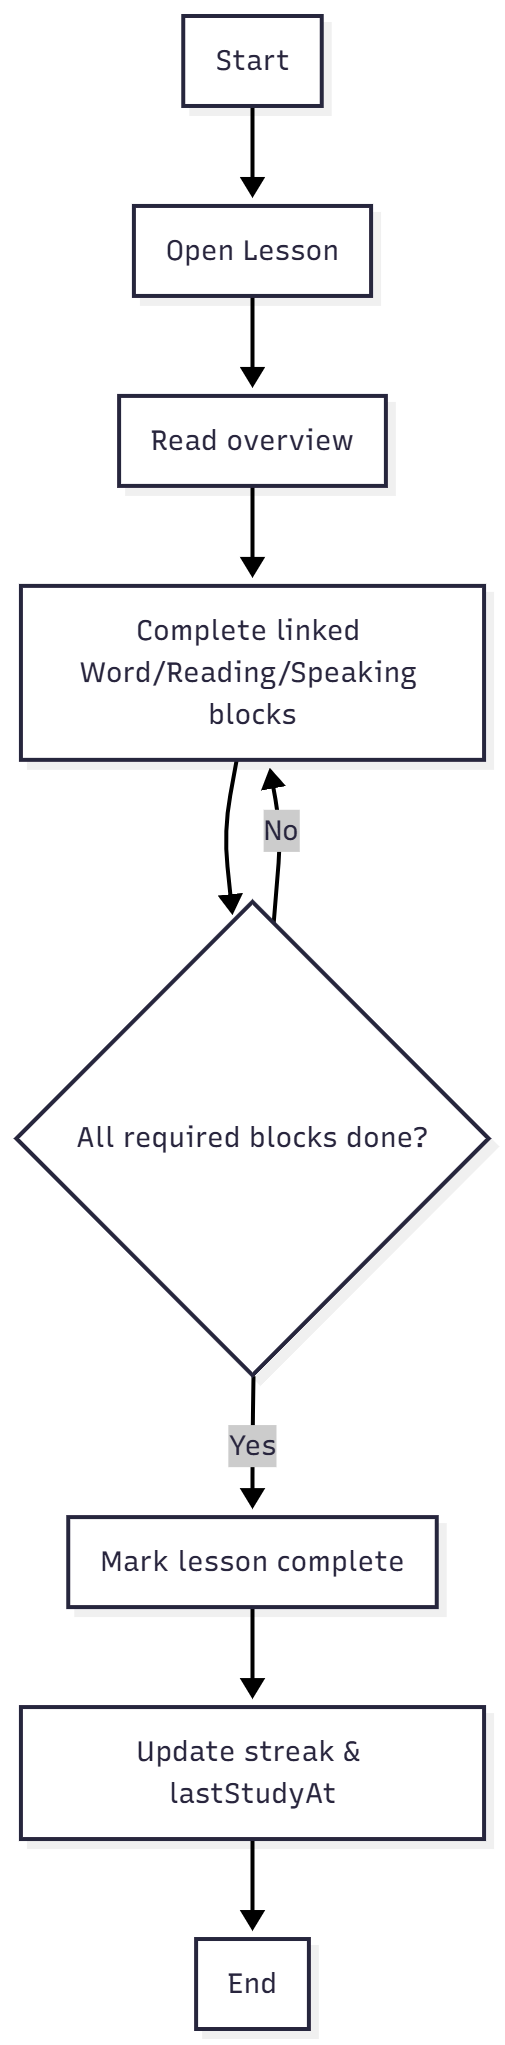 Start
Open Lesson
Read overview
Complete linked
Word/Reading/Speaking
blocks
No
All required blocks done?
Yes
Mark lesson complete
Update streak &
lastStudyAt
End